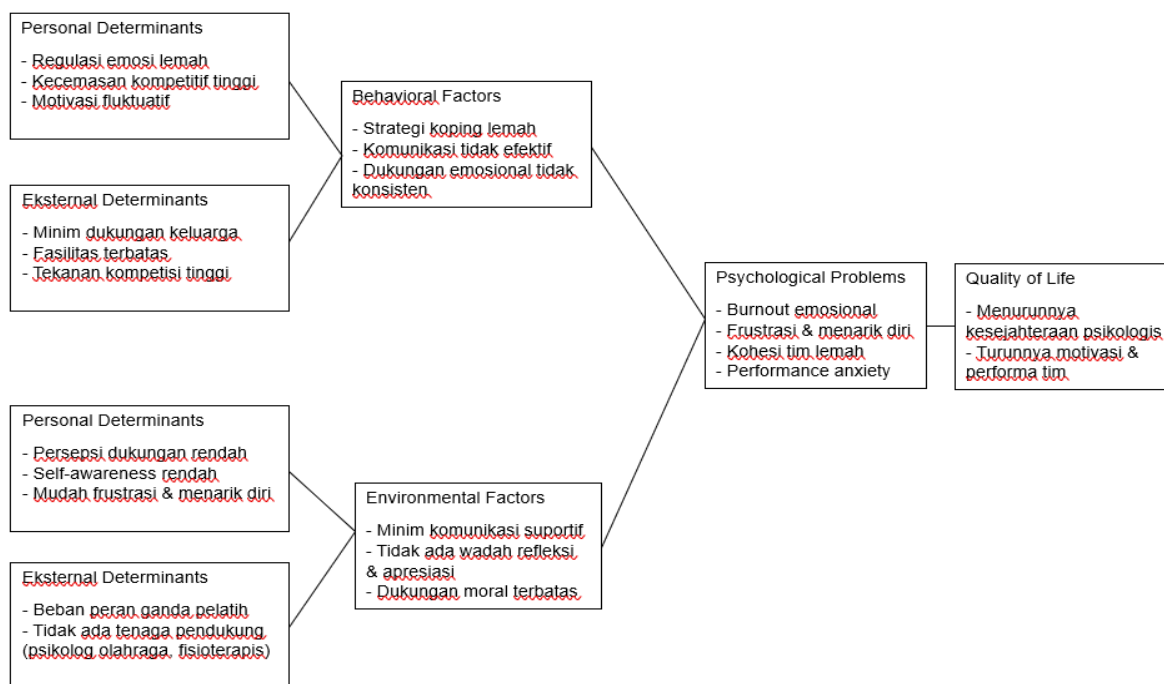 Personal Determinants
- Regulasi emosi lemah
- Kecemasan kompetitif tinggi
- Motivasi fluktuatif
Eksternal Determinants
- Minim dukungan keluarga
- Fasilitas terbatas
- Tekanan kompetisi tinggi
Behavioral Factors
- Strategi koping lemah
- Komunikasi tidak efektif
- Dukungan emosional tidak
konsisten
Personal Determinants
- Persepsi dukungan rendah
- Self-awareness rendah
- Mudah frustrasi & menarik diri
Eksternal Determinants
- Beban peran ganda pelatih
- Tidak ada tenaga pendukung
(psikolog olahraga, fisioterapis)
Environmental Factors
- Minim komunikasi suportif
- Tidak ada wadah refleksi
& apresiasi
- Dukungan moral terbatas
Psychological Problems
- Burnout emosional
- Frustrasi & menarik diri
- Kohesi tim lemah
- Performance anxiety
Quality of Life
- Menurunnya
kesejahteraan psikologis
- Turunnya motivasi &
performa tim